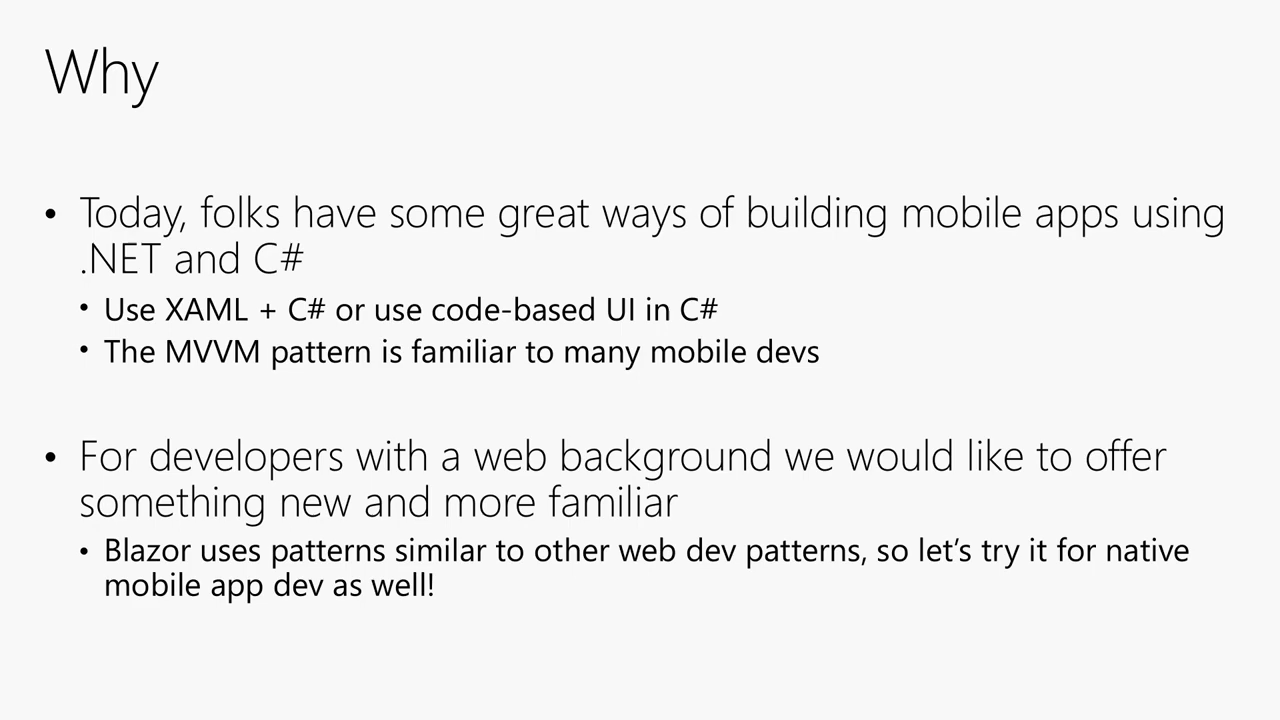 Why
• Today, folks have some great ways of building mobile apps using
.NET and C#
• Use XAML + C# or use code-based UI in C#
• The MVVM pattern is familiar to many mobile devs
• For developers with a web background we would like to offer
something new and more familiar
• Blazor uses patterns similar to other web dev patterns, so let’s try it for native
mobile app dev as well!